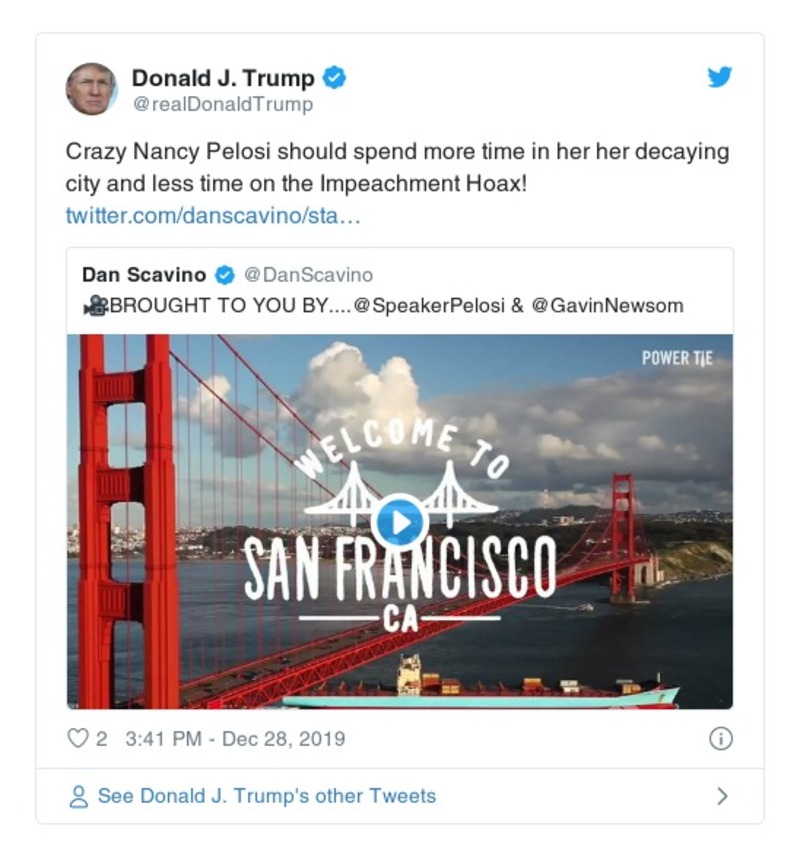 Donald J. Trump
@realDonaldTrump
Crazy Nancy Pelosi should spend more time in her her decaying
city and less time on the Impeachment Hoax!
twitter.com/danscavino/sta…
Dan Scavino @DanScavino
🎥BROUGHT TO YOU BY....@SpeakerPelosi & @GavinNewsom
POWER TIE
WELCOME TO
SAN FRANCISCO
CA
2 3:41 PM - Dec 28, 2019
See Donald J. Trump's other Tweets